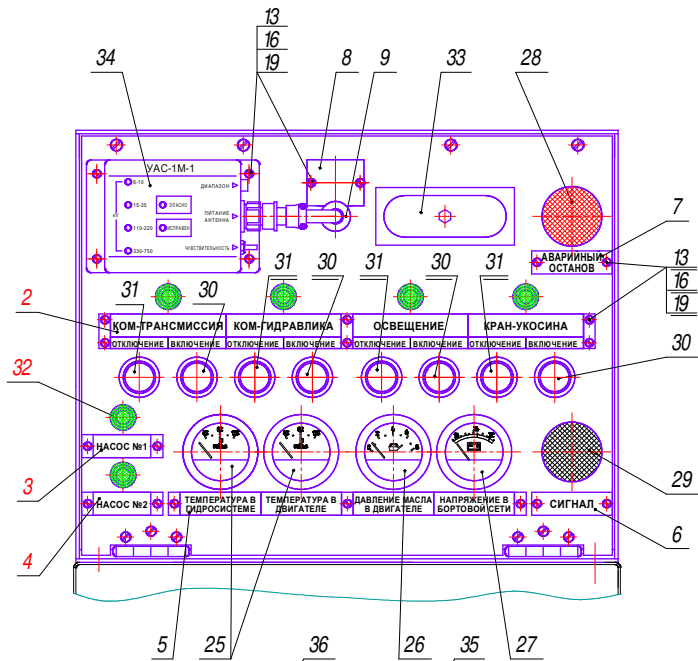 13
16
34
19
8
9
33
28
УАС-1М-1
6-10
ДИАПАЗОН
15-35
ОПАСНО
кV
ПИТАНИЕ
АНТЕННА
110-220
ИСПРАВЕН
330-750
ЧУВСТВИТЕЛЬНОСТЬ
7
АВАРИЙНЫЙ
ОСТАНОВ
13
16
19
31
30
31
30
31
2
КОМ-ТРАНСМИССИЯ
КОМ-ГИДРАВЛИКА
ОСВЕЩЕНИЕ
КРАН-УКОСИНА
ОТКЛЮЧЕНИЕ
ВКЛЮЧЕНИЕ
ОТКЛЮЧЕНИЕ
ВКЛЮЧЕНИЕ
ОТКЛЮЧЕНИЕ
ВКЛЮЧЕНИЕ
ОТКЛЮЧЕНИЕ
ВКЛЮЧЕНИЕ
30
32
НАСОС №1
3
29
НАСОС №2
ТЕМПЕРАТУРА В
ГИДРОСИСТЕМЕ
ТЕМПЕРАТУРА В
ДВИГАТЕЛЕ
ДАВЛЕНИЕ МАСЛА
В ДВИГАТЕЛЕ
НАПРЯЖЕНИЕ В
БОРТОВОЙ СЕТИ
СИГНАЛ
4
6
5
25
36
26
35
27